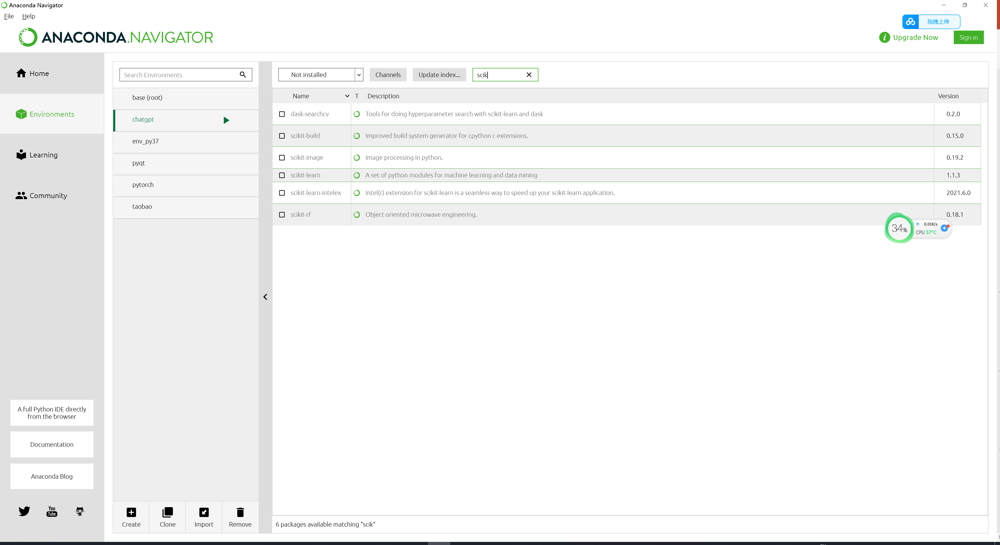 Anaconda Navigator
File Help
拖拽上传
ANACONDA.NAVIGATOR
i Upgrade Now
Sign in
Home
Environments
Learning
Community
A full Python IDE directly
from the browser
Documentation
Anaconda Blog
You
Tube
Search Environments
base (root)
chatgpt
env_py37
pyqt
pytorch
taobao
Create Clone Import Remove
Not installed Channels Update index... scik
Name T Description Version
dask-searchcv Tools for doing hyperparameter search with scikit-learn and dask 0.2.0
scikit-build Improved build system generator for cpython c extensions. 0.15.0
scikit-image Image processing in python. 0.19.2
scikit-learn A set of python modules for machine learning and data mining 1.1.3
scikit-learn-intelex Intel(r) extension for scikit-learn is a seamless way to speed up your scikit-learn application. 2021.6.0
scikit-rf Object oriented microwave engineering. 0.18.1
34%
0.01K/s
CPU 57°C
6 packages available matching "scik"